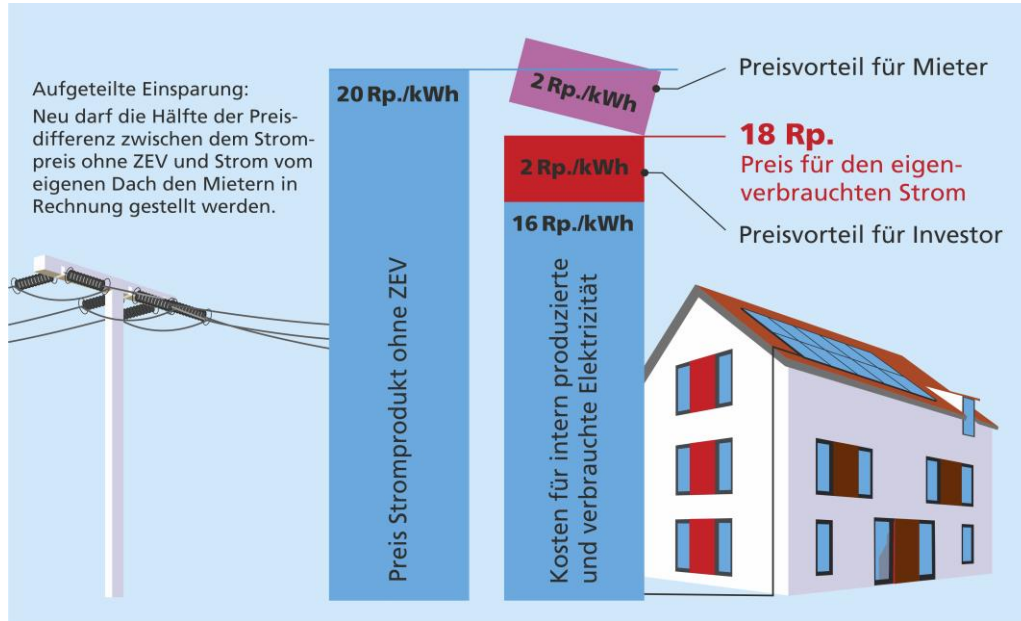 Aufgeteilte Einsparung:
Neu darf die Hälfte der Preis-
differenz zwischen dem Strom-
preis ohne ZEV und Strom vom
eigenen Dach den Mietern in
Rechnung gestellt werden.
20 Rp./kWh
Preis Stromprodukt ohne ZEV
2 Rp./kWh
2 Rp./kWh
16 Rp./kWh
Kosten für intern produzierte
und verbrauchte Elektrizität
Preisvorteil für Mieter
18 Rp.
Preis für den eigen-
verbrauchten Strom
Preisvorteil für Investor